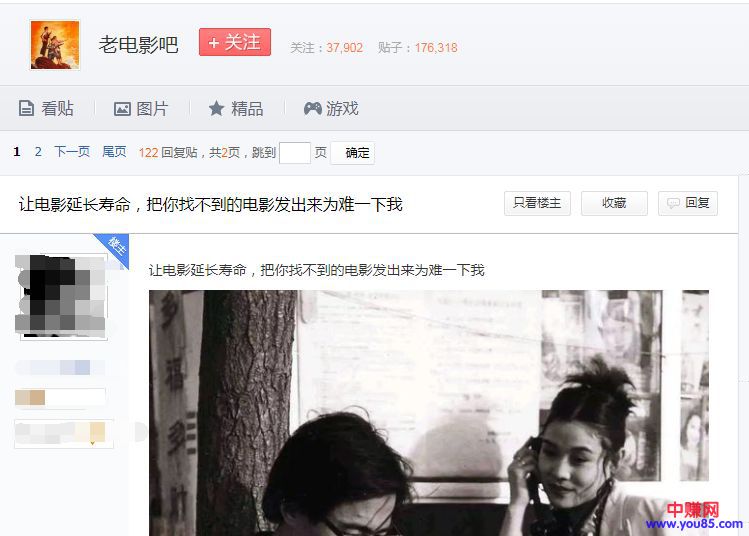 老电影吧 + 关注 关注：37,902 贴子：176,318
看贴 图片 精品 游戏
1 2 下一页 尾页 122 回复贴，共2页，跳到 页 确定
让电影延长寿命，把你找不到的电影发出来为难一下我 只看楼主 收藏 回复
楼主
让电影延长寿命，把你找不到的电影发出来为难一下我
福
中赚网
www.you85.com